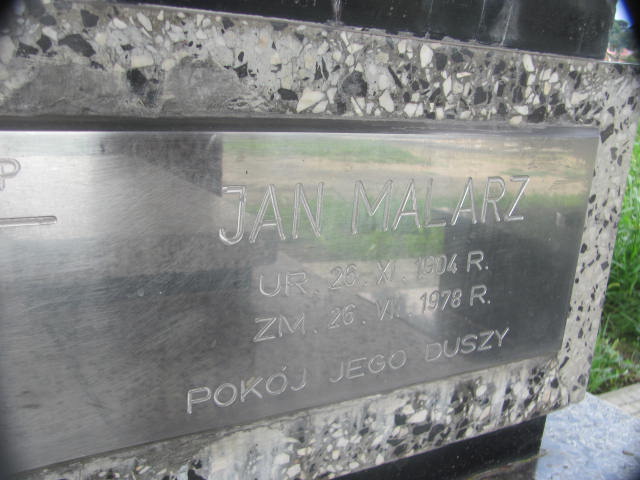 P
JAN MALARZ
UR. 26. XI. 1904 R.
ZM. 26. VII. 1978 R.
POKÓJ JEGO DUSZY